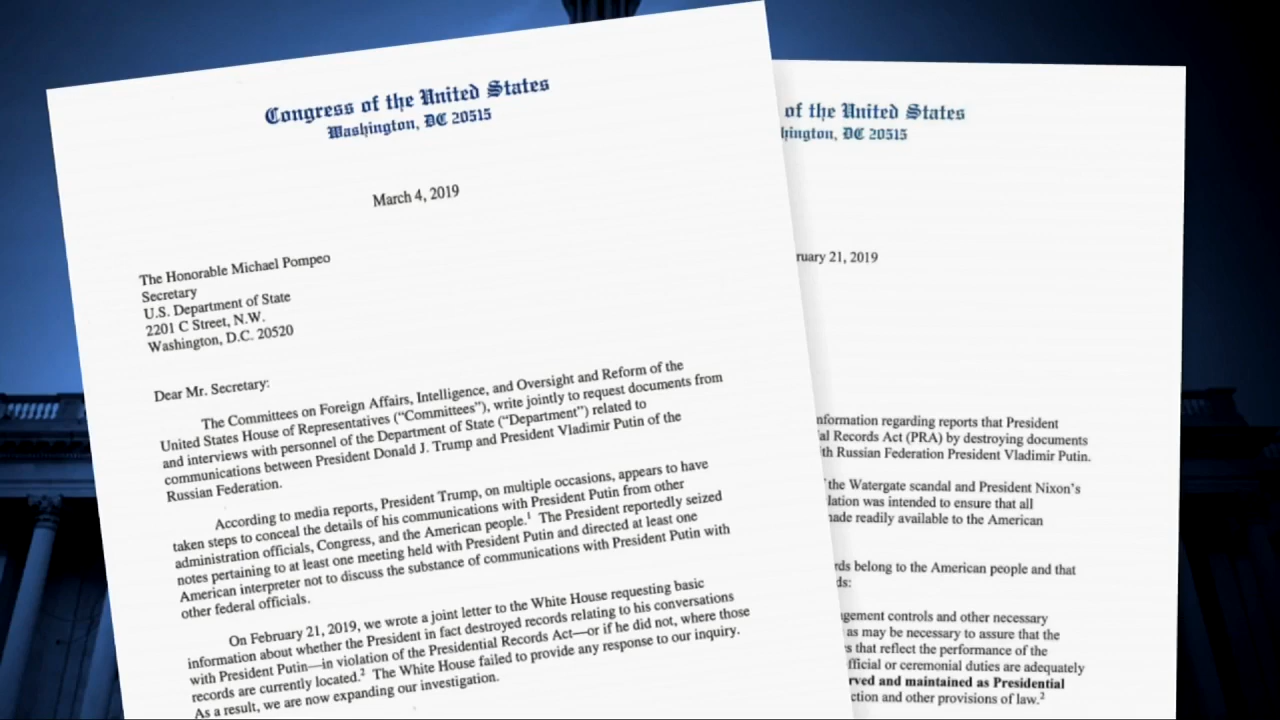 Congress of the United States
Washington, DC 20515
March 4, 2019
The Honorable Michael Pompeo
Secretary
U.S. Department of State
2201 C Street, N.W.
Washington, D.C. 20520
Dear Mr. Secretary:
The Committees on Foreign Affairs, Intelligence, and Oversight and Reform of the
United States House of Representatives (“Committees”), write jointly to request documents from
and interviews with personnel of the Department of State (“Department”) related to
communications between President Donald J. Trump and President Vladimir Putin of the
Russian Federation.
According to media reports, President Trump, on multiple occasions, appears to have
taken steps to conceal the details of his communications with President Putin from other
administration officials, Congress, and the American people.1 The President reportedly seized
notes pertaining to at least one meeting held with President Putin and directed at least one
American interpreter not to discuss the substance of communications with President Putin with
other federal officials.
On February 21, 2019, we wrote a joint letter to the White House requesting basic
information about whether the President in fact destroyed records relating to his conversations
with President Putin—in violation of the Presidential Records Act—or if he did not, where those
records are currently located.2 The White House failed to provide any response to our inquiry.
As a result, we are now expanding our investigation.
of the United States
hington, DC 20515
ruary 21, 2019
nformation regarding reports that President
al Records Act (PRA) by destroying documents
th Russian Federation President Vladimir Putin.
the Watergate scandal and President Nixon’s
lation was intended to ensure that all
nade readily available to the American
rds belong to the American people and that
ds:
gement controls and other necessary
as may be necessary to assure that the
s that reflect the performance of the
fficial or ceremonial duties are adequately
rved and maintained as Presidential
ction and other provisions of law.2